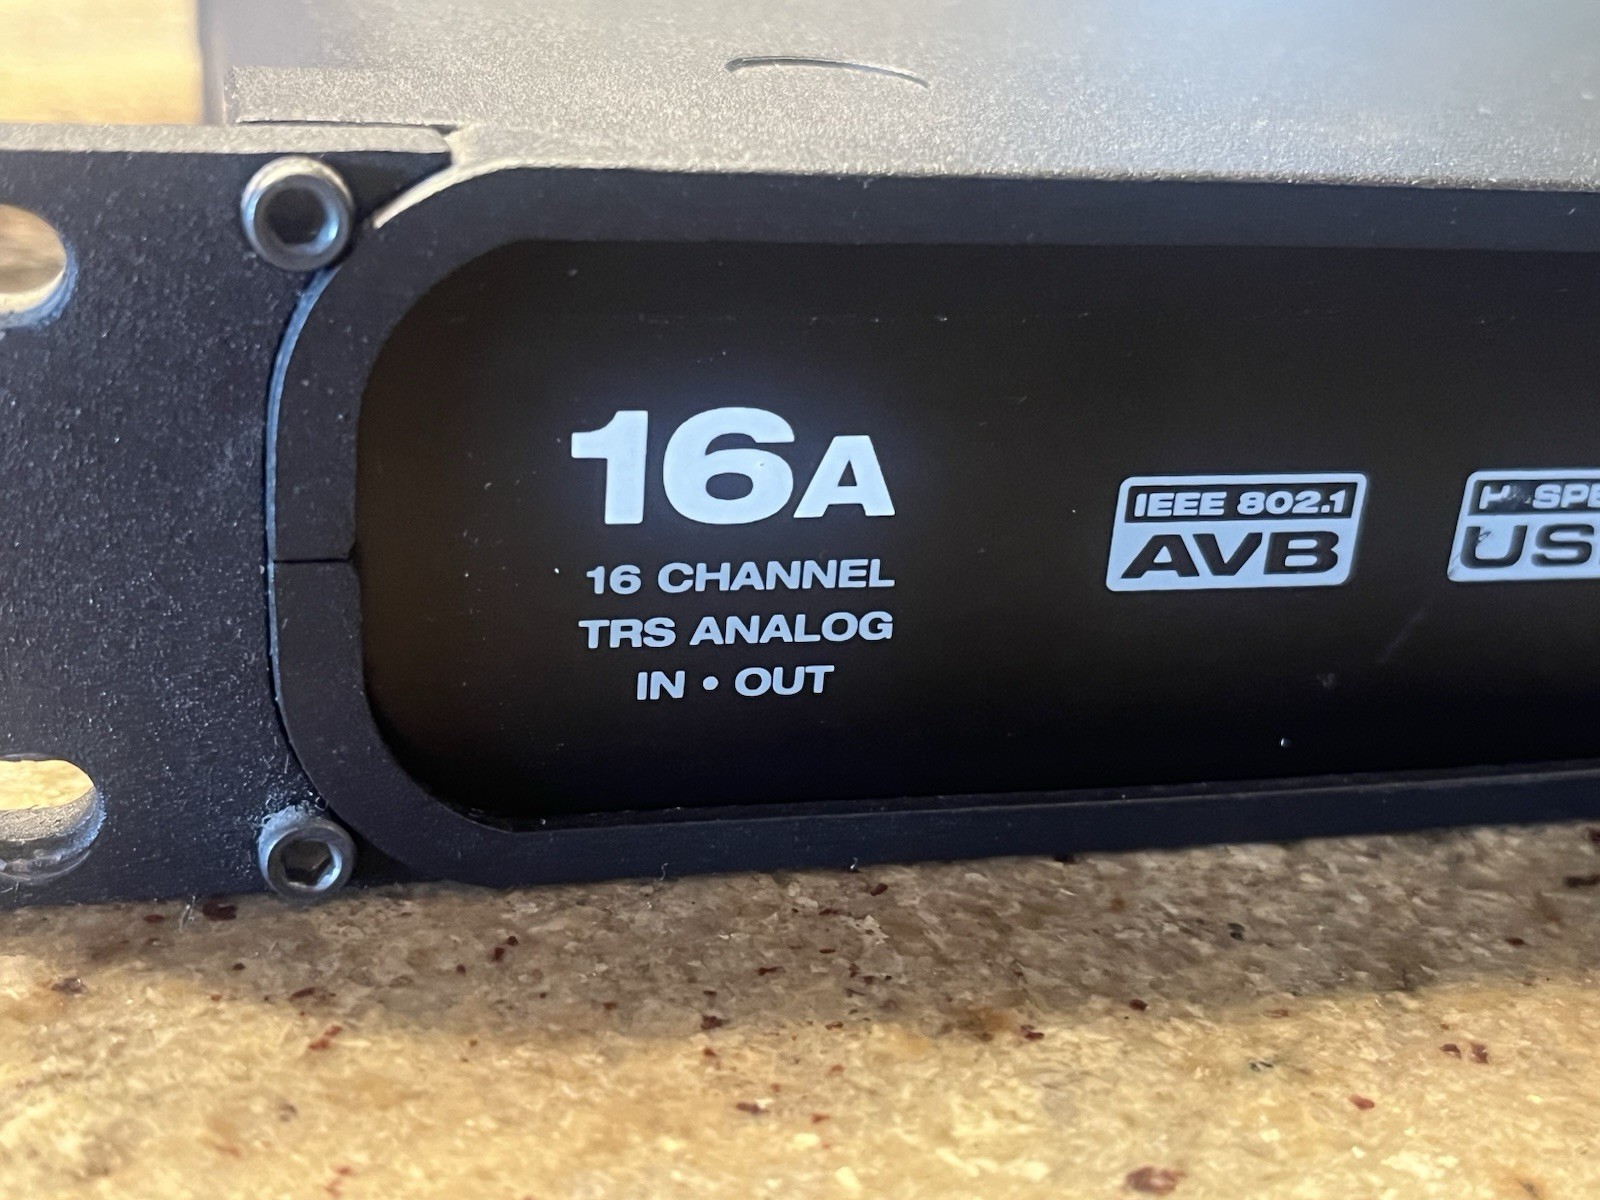 16A
16 CHANNEL
TRS ANALOG
IN • OUT
IEEE 802.1
AVB